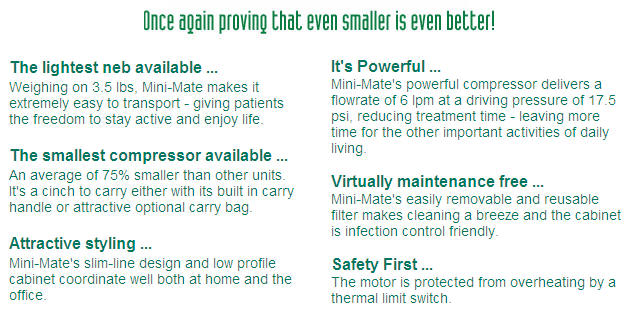 Once again proving that even smaller is even better!
The lightest neb available ...
Weighing on 3.5 lbs, Mini-Mate makes it
extremely easy to transport - giving patients
the freedom to stay active and enjoy life.
The smallest compressor available ...
An average of 75% smaller than other units.
It's a cinch to carry either with its built in carry
handle or attractive optional carry bag.
Attractive styling ...
Mini-Mate's slim-line design and low profile
cabinet coordinate well both at home and the
office.
It's Powerful ...
Mini-Mate's powerful compressor delivers a
flowrate of 6 lpm at a driving pressure of 17.5
psi, reducing treatment time - leaving more
time for the other important activities of daily
living.
Virtually maintenance free ...
Mini-Mate's easily removable and reusable
filter makes cleaning a breeze and the cabinet
is infection control friendly.
Safety First ...
The motor is protected from overheating by a
thermal limit switch.